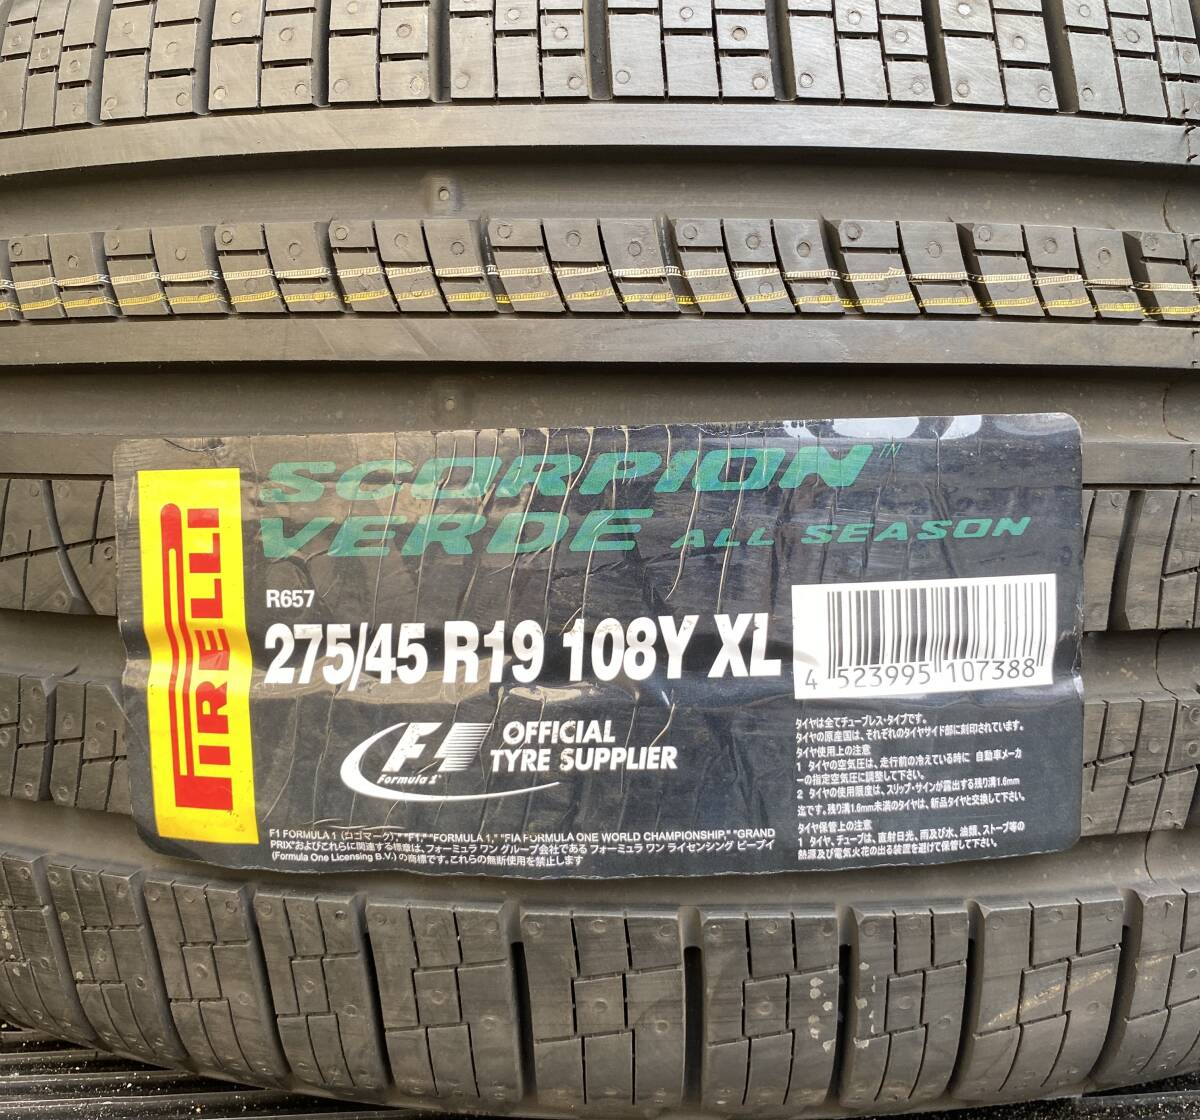 PIRELLI
SCORPION TM
VERDE ALL SEASON
R657
275/45 R19 108Y XL
4 523995 107388
F1 Formula 1
OFFICIAL
TYRE SUPPLIER
タイヤは全てチューブレス・タイプです。
タイヤの原産国は、それぞれのタイヤサイド部に刻印されています。
タイヤ使用上の注意
1 タイヤの空気圧は、走行前の冷えている時に 自動車メーカ
ーの指定空気圧に調整して下さい。
2 タイヤの使用限度は、スリップ・サインが露出する残り溝1.6mm
迄です。残り溝1.6mm未満のタイヤは、新品タイヤと交換して下さい。
タイヤ保管上の注意
1 タイヤ、チューブは、直射日光、雨及び水、油類、ストーブ等の
熱源及び電気火花の出る装置を避けて保管して下さい。
F1 FORMULA 1 (ロゴマーク)," "F1," "FORMULA 1," "FIA FORMULA ONE WORLD CHAMPIONSHIP," "GRAND
PRIX"およびこれらに関連する標章は、フォーミュラ ワン グループ会社である フォーミュラ ワン ライセンシング ビーブイ
(Formula One Licensing B.V.) の商標です。これらの無断使用を禁止します